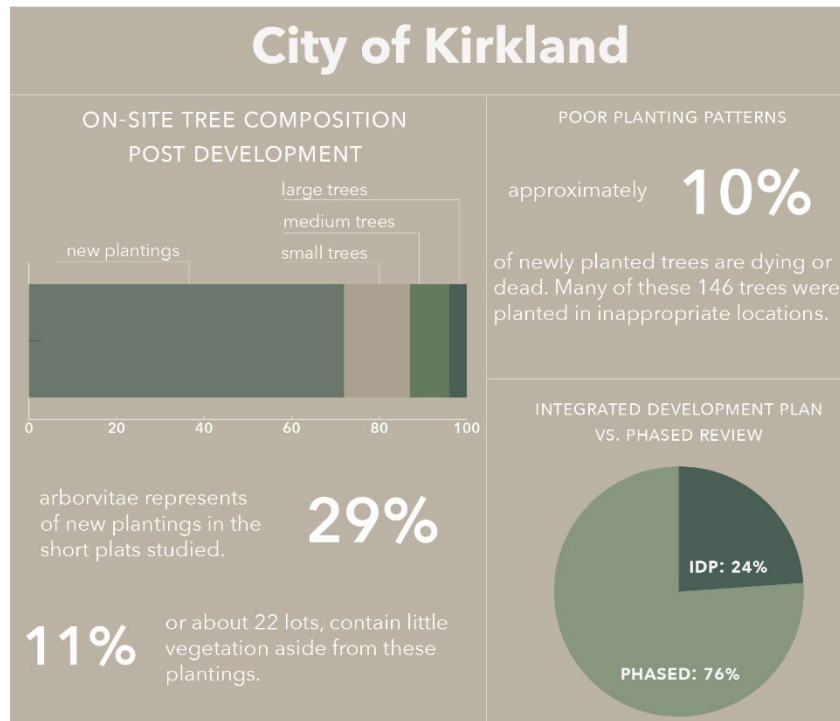 City of Kirkland
ON-SITE TREE COMPOSITION
POST DEVELOPMENT
large trees
medium trees
new plantings
small trees
0 20 40 60 80 100
arborvitae represents
of new plantings in the
short plats studied.
29%
11%
or about 22 lots, contain little
vegetation aside from these
plantings.
POOR PLANTING PATTERNS
approximately
10%
of newly planted trees are dying or
dead. Many of these 146 trees were
planted in inappropriate locations.
INTEGRATED DEVELOPMENT PLAN
VS. PHASED REVIEW
IDP: 24%
PHASED: 76%